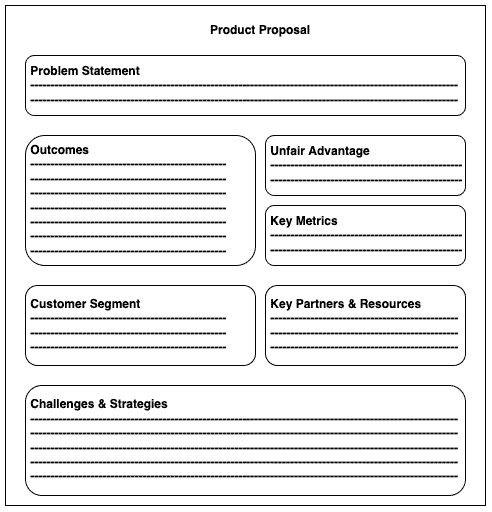 Product Proposal
Problem Statement
Outcomes
Unfair Advantage
Key Metrics
Customer Segment
Key Partners & Resources
Challenges & Strategies